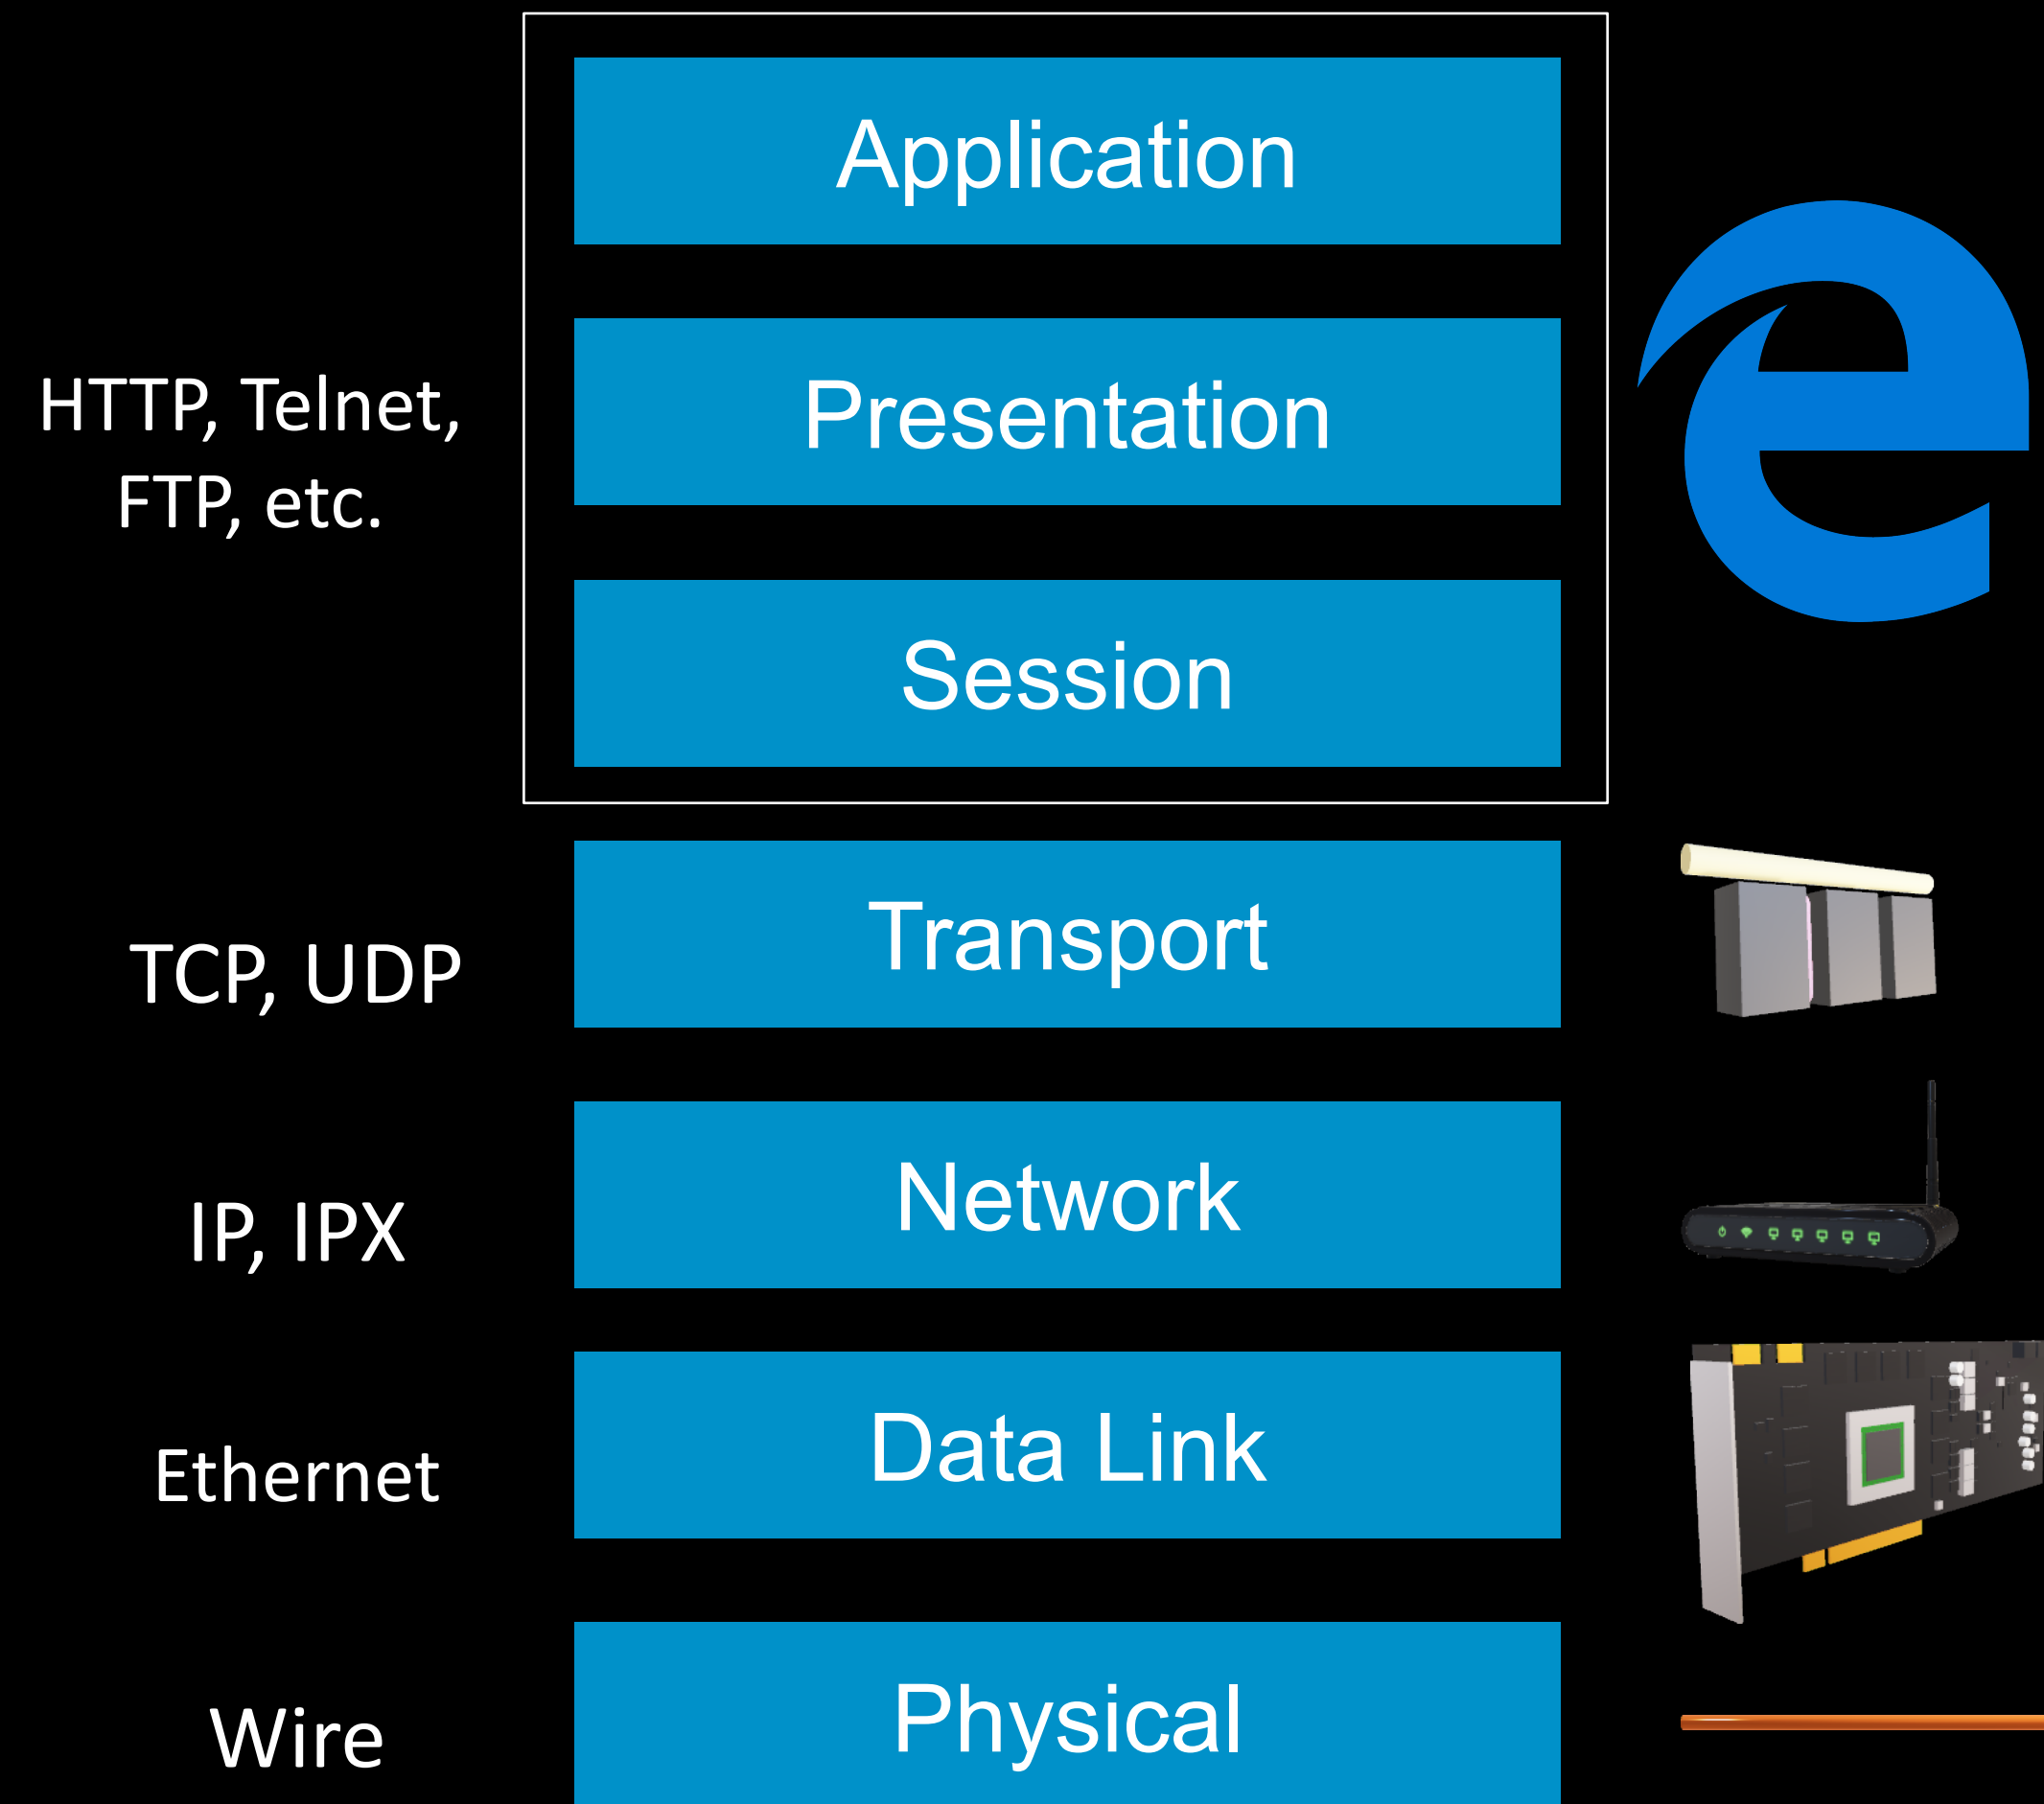 Application
HTTP, Telnet,
FTP, etc.
Presentation
Session
TCP, UDP
Transport
IP, IPX
Network
Ethernet
Data Link
Wire
Physical